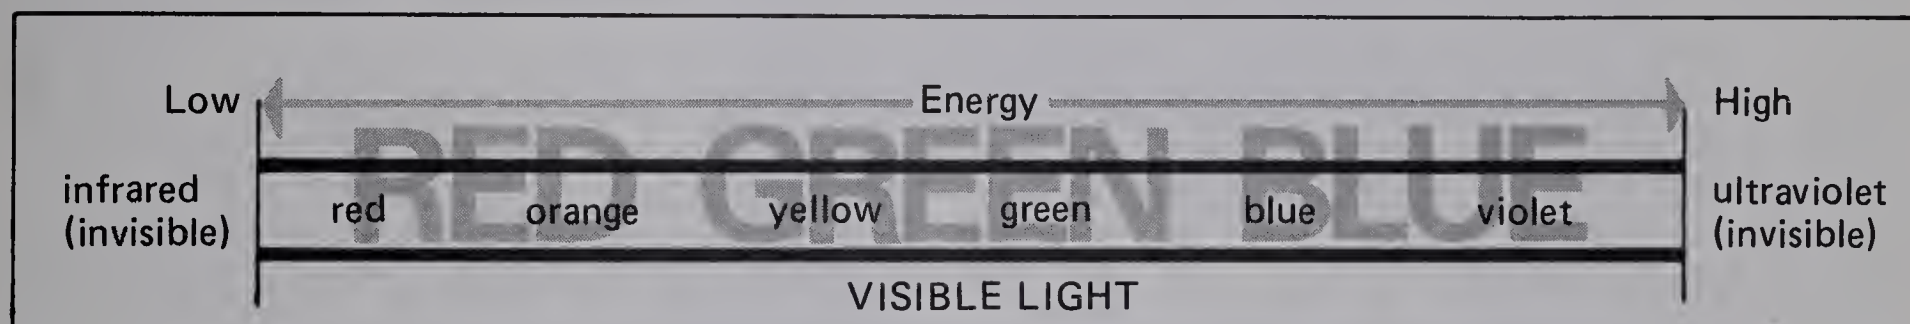 Low Energy High
RED GREEN BLUE
infrared
(invisible)
red orange yellow green blue violet
ultraviolet
(invisible)
VISIBLE LIGHT